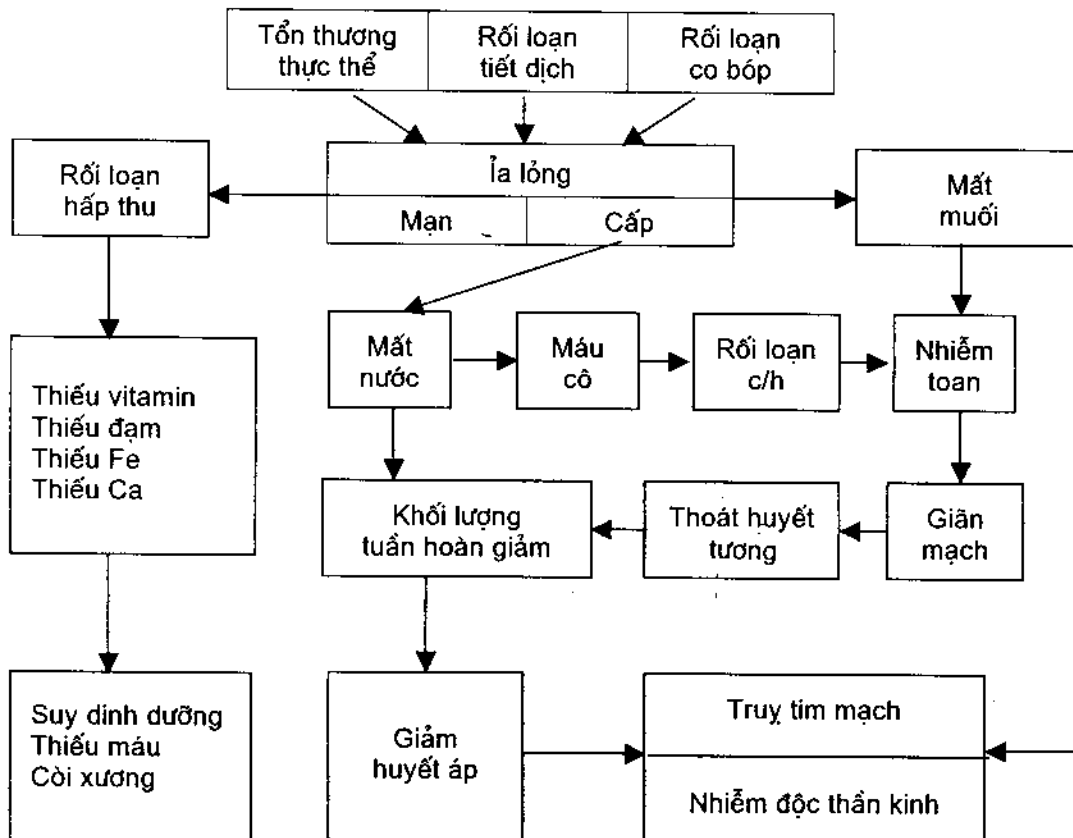 Tổn thương
thực thể
Rối loạn
tiết dịch
Rối loạn
co bóp
Rối loạn
hấp thu
Ỉa lỏng
Mạn
Cấp
Mất
muối
Mất
nước
Máu
cô
Rối loạn
c/h
Nhiễm
toan
Thiếu vitamin
Thiếu đạm
Thiếu Fe
Thiếu Ca
Khối lượng
tuần hoàn giảm
Thoát huyết
tương
Giãn
mạch
Suy dinh dưỡng
Thiếu máu
Còi xương
Giảm
huyết áp
Truỵ tim mạch
Nhiễm độc thần kinh